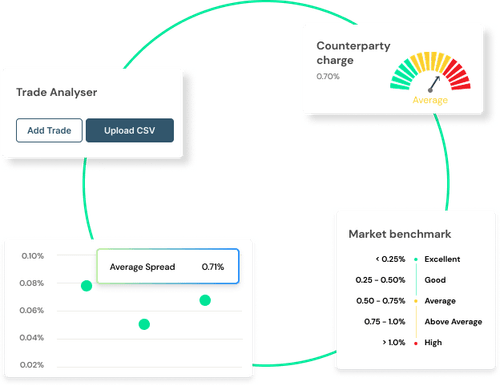 Counterparty
charge
0.70%
Average
Trade Analyser
Add Trade
Upload CSV
Market benchmark
< 0.25% Excellent
0.25 - 0.50% Good
0.50 - 0.75% Average
0.75 - 1.0% Above Average
> 1.0% High
0.10%
Average Spread 0.71%
0.08%
0.06%
0.04%
0.02%